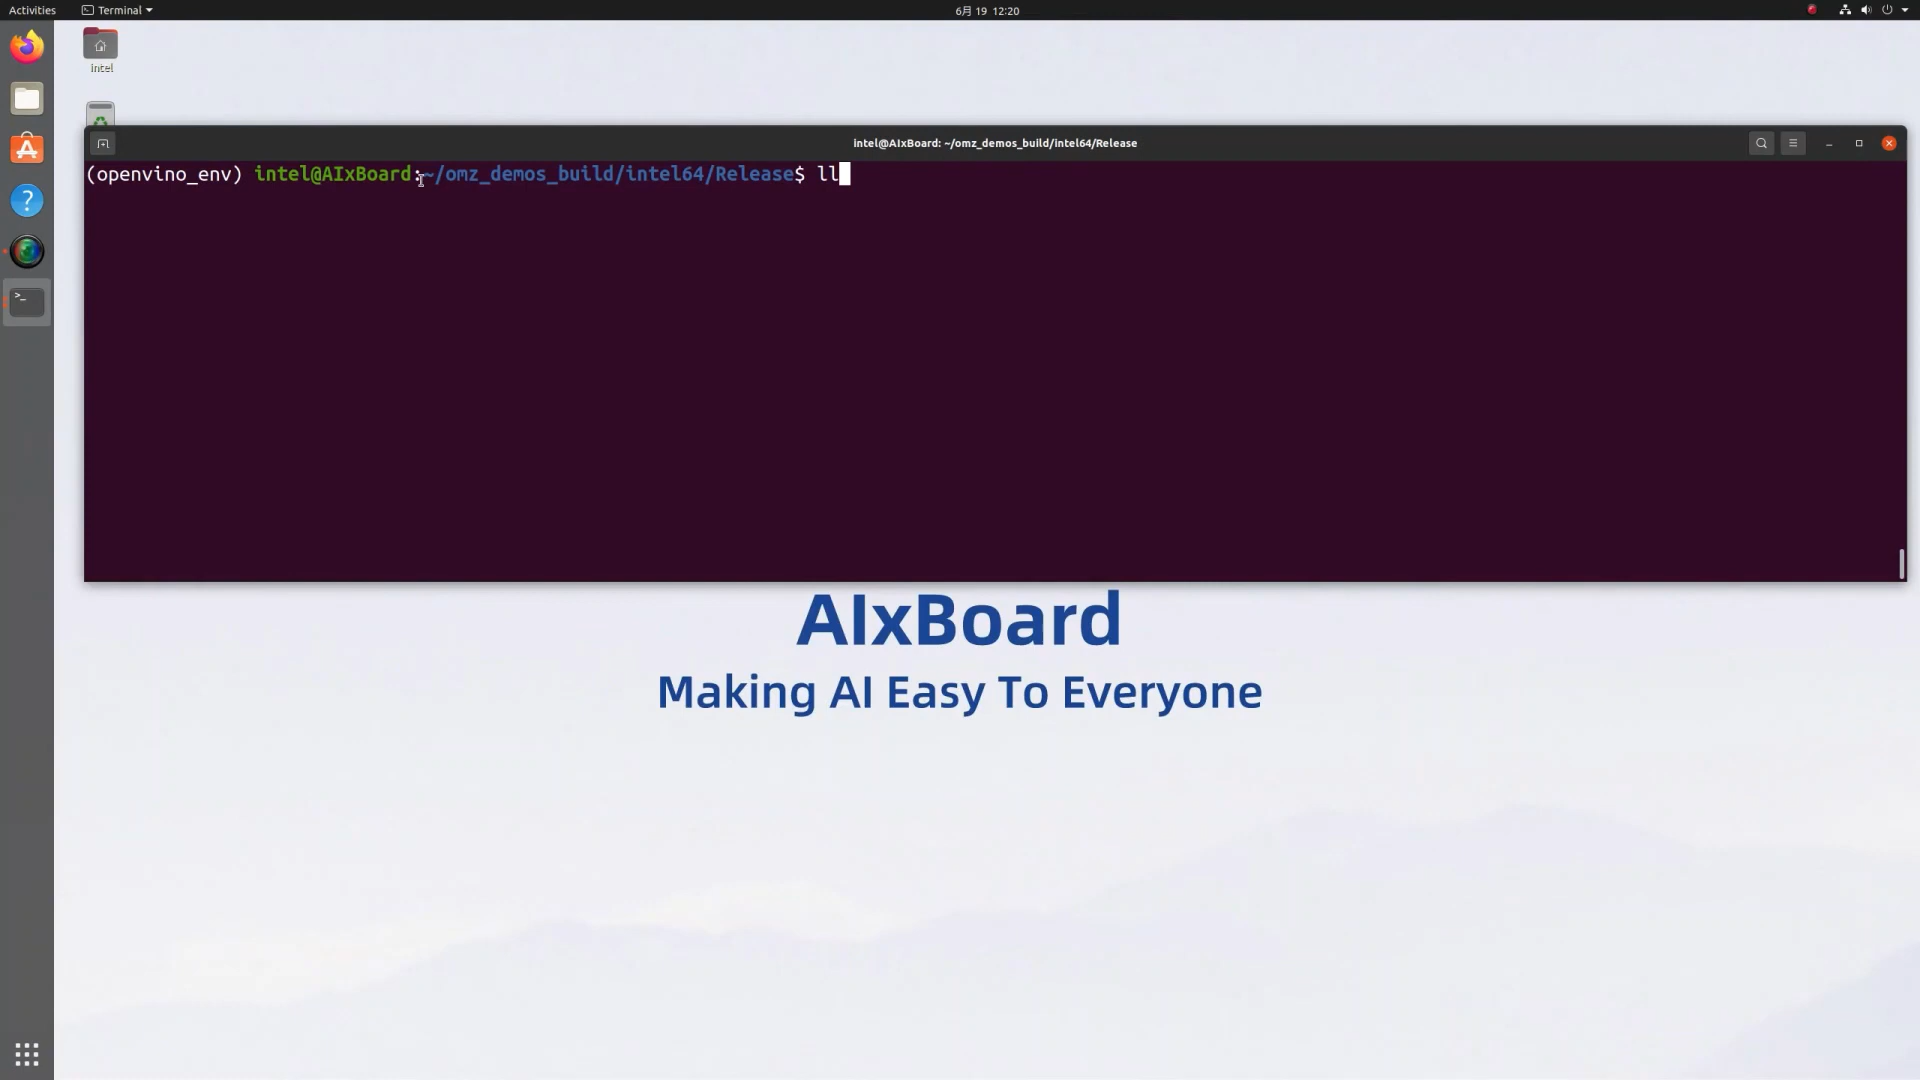 Activities
Terminal
6月 19 12:20
intel
intel@AIxBoard: ~/omz_demos_build/intel64/Release
(openvino_env) intel@AIxBoard:~/omz_demos_build/intel64/Release$ ll
AIxBoard
Making AI Easy To Everyone